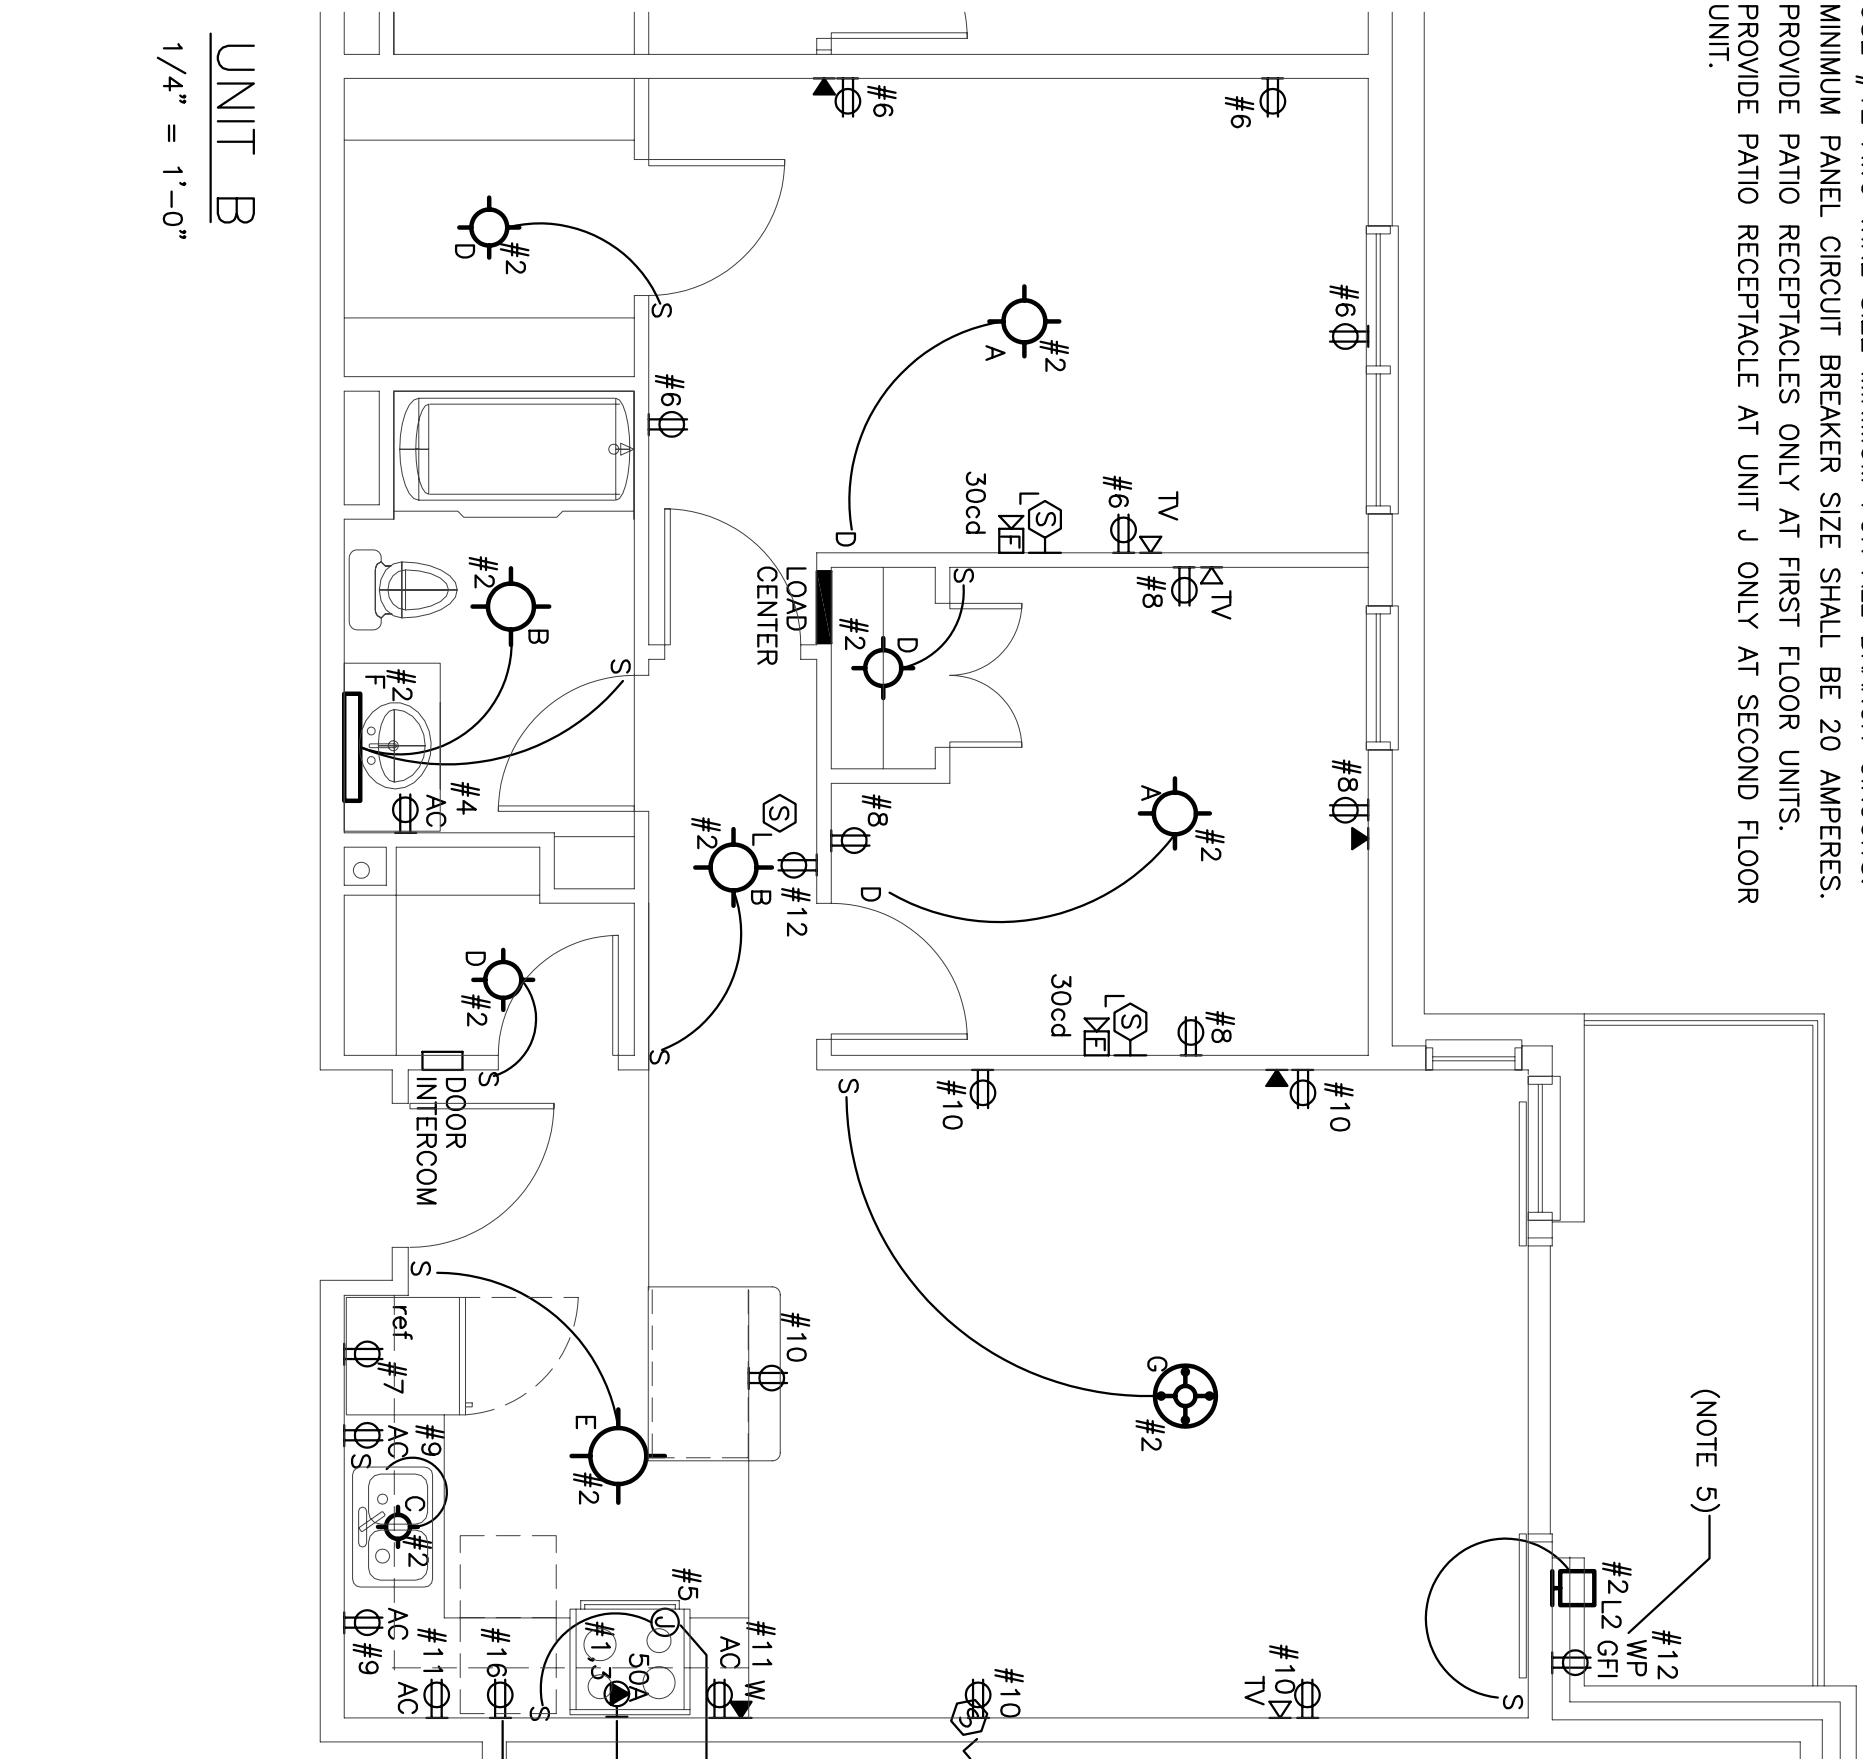 MINIMUM PANEL CIRCUIT BREAKER SIZE SHALL BE 20 AMPERES.
PROVIDE PATIO RECEPTACLES ONLY AT FIRST FLOOR UNITS.
PROVIDE PATIO RECEPTACLE AT UNIT J ONLY AT SECOND FLOOR
UNIT.
#6
#6
#2
D
S
#6
A
#2
#6
D
30cd
L
S
F
#6
TV
#2
B
S
#2
F
#4
AC
LOAD
CENTER
#2
D
S
#8
TV
#8
A
#2
S
L
#2
B
#12
#8
D
D
#2
S
S
30cd
L
S
F
#8
DOOR
INTERCOM
S
#10
#10
S
ref
#7
#10
G
#2
E
#2
AC
#9
S
C
#2
AC
#9
#5
J
#1,3
50A
#11
AC
#16
S
#11
AC
W
#10
S
#10
TV
S
(NOTE 5)
#2
L2
#12
WP
GFI
UNIT B
1/4" = 1'-0"